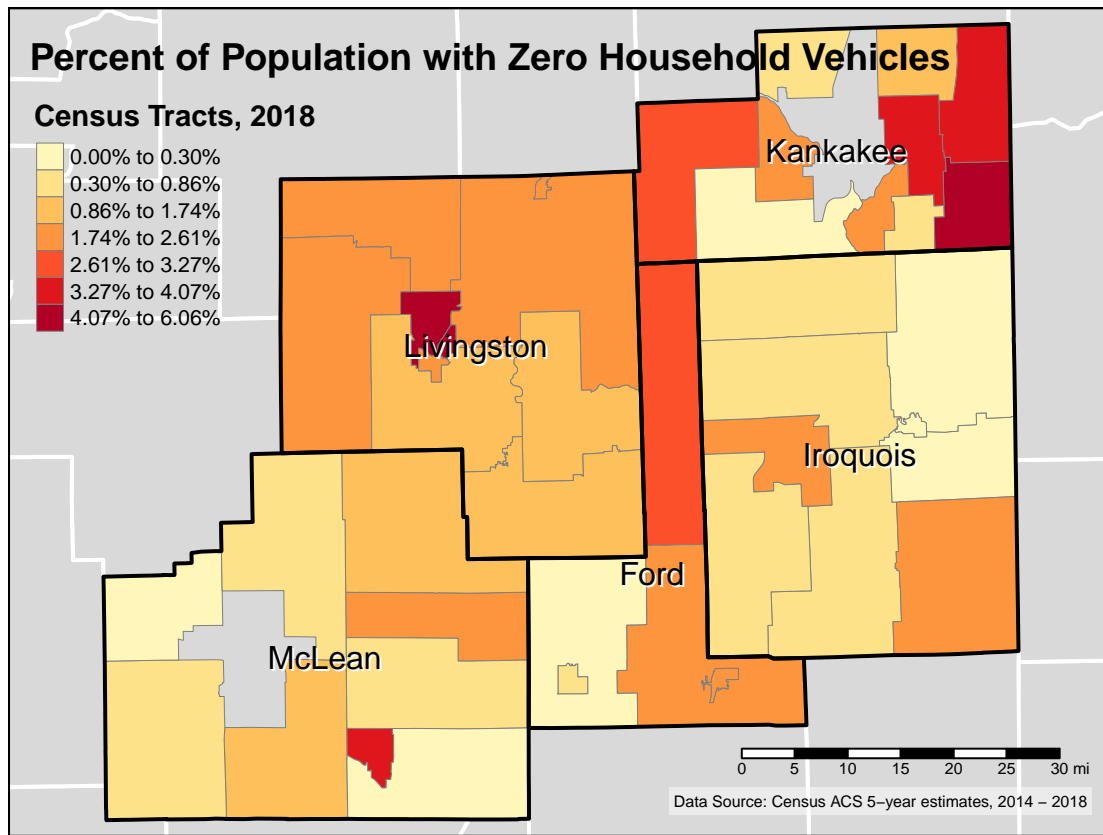 Percent of Population with Zero Household Vehicles
Census Tracts, 2018
0.00% to 0.30%
0.30% to 0.86%
0.86% to 1.74%
1.74% to 2.61%
2.61% to 3.27%
3.27% to 4.07%
4.07% to 6.06%
Kankakee
Livingston
Iroquois
Ford
McLean
0 5 10 15 20 25 30 mi
Data Source: Census ACS 5−year estimates, 2014 − 2018